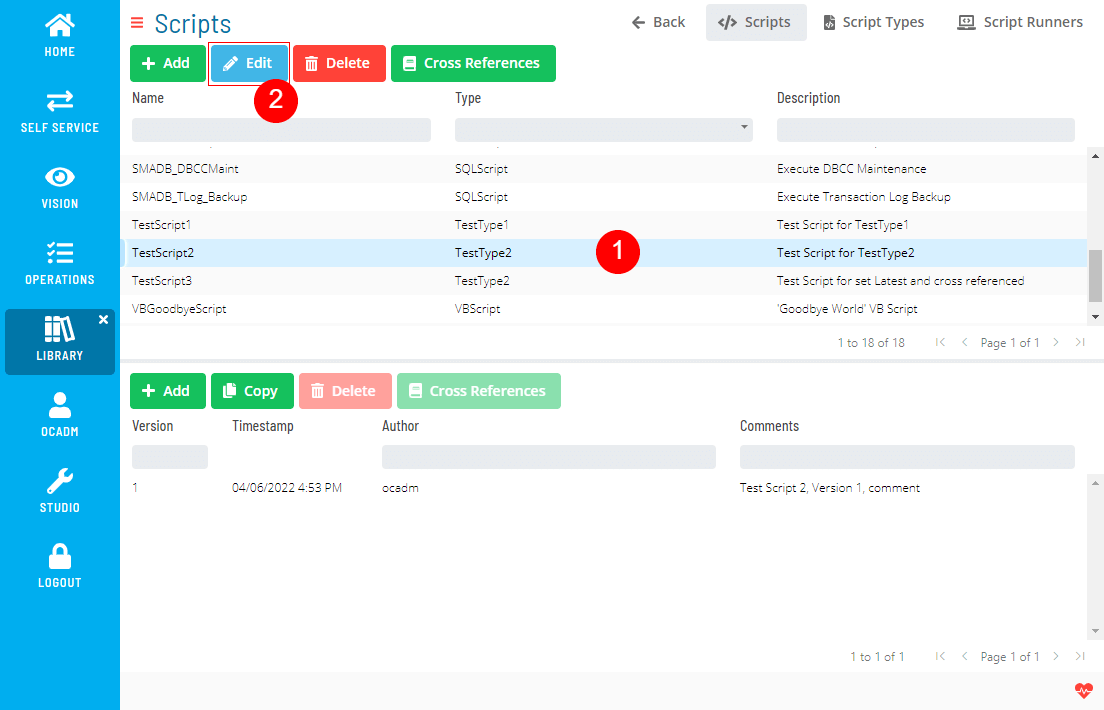 Scripts
Back
Scripts
Script Types
Script Runners
HOME
SELF SERVICE
VISION
OPERATIONS
LIBRARY
OCADM
STUDIO
LOGOUT
Add
Edit
Delete
Cross References
2
Name Type Description
SMADB_DBCCMaint SQLScript Execute DBCC Maintenance
SMADB_TLog_Backup SQLScript Execute Transaction Log Backup
TestScript1 TestType1 Test Script for TestType1
TestScript2 TestType2 1 Test Script for TestType2
TestScript3 TestType2 Test Script for set Latest and cross referenced
VBGoodbyeScript VBScript 'Goodbye World' VB Script
1 to 18 of 18 Page 1 of 1
Add
Copy
Delete
Cross References
Version Timestamp Author Comments
1 04/06/2022 4:53 PM ocadm Test Script 2, Version 1, comment
1 to 1 of 1 Page 1 of 1